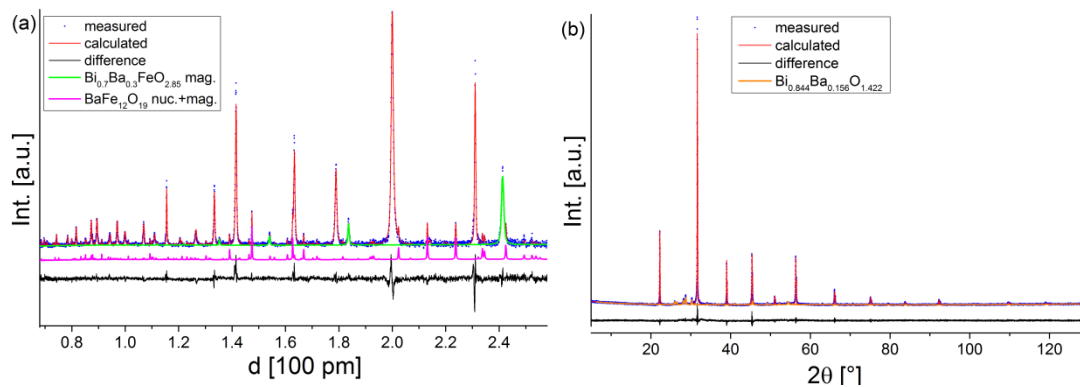 (a)
measured
calculated
difference
Bi0.7Ba0.3FeO2.85 mag.
BaFe12O19 nuc.+mag.
Int. [a.u.]
0.8 1.0 1.2 1.4 1.6 1.8 2.0 2.2 2.4
d [100 pm]
(b)
measured
calculated
difference
Bi0.844Ba0.156O1.422
Int. [a.u.]
20 40 60 80 100 120
2θ [°]